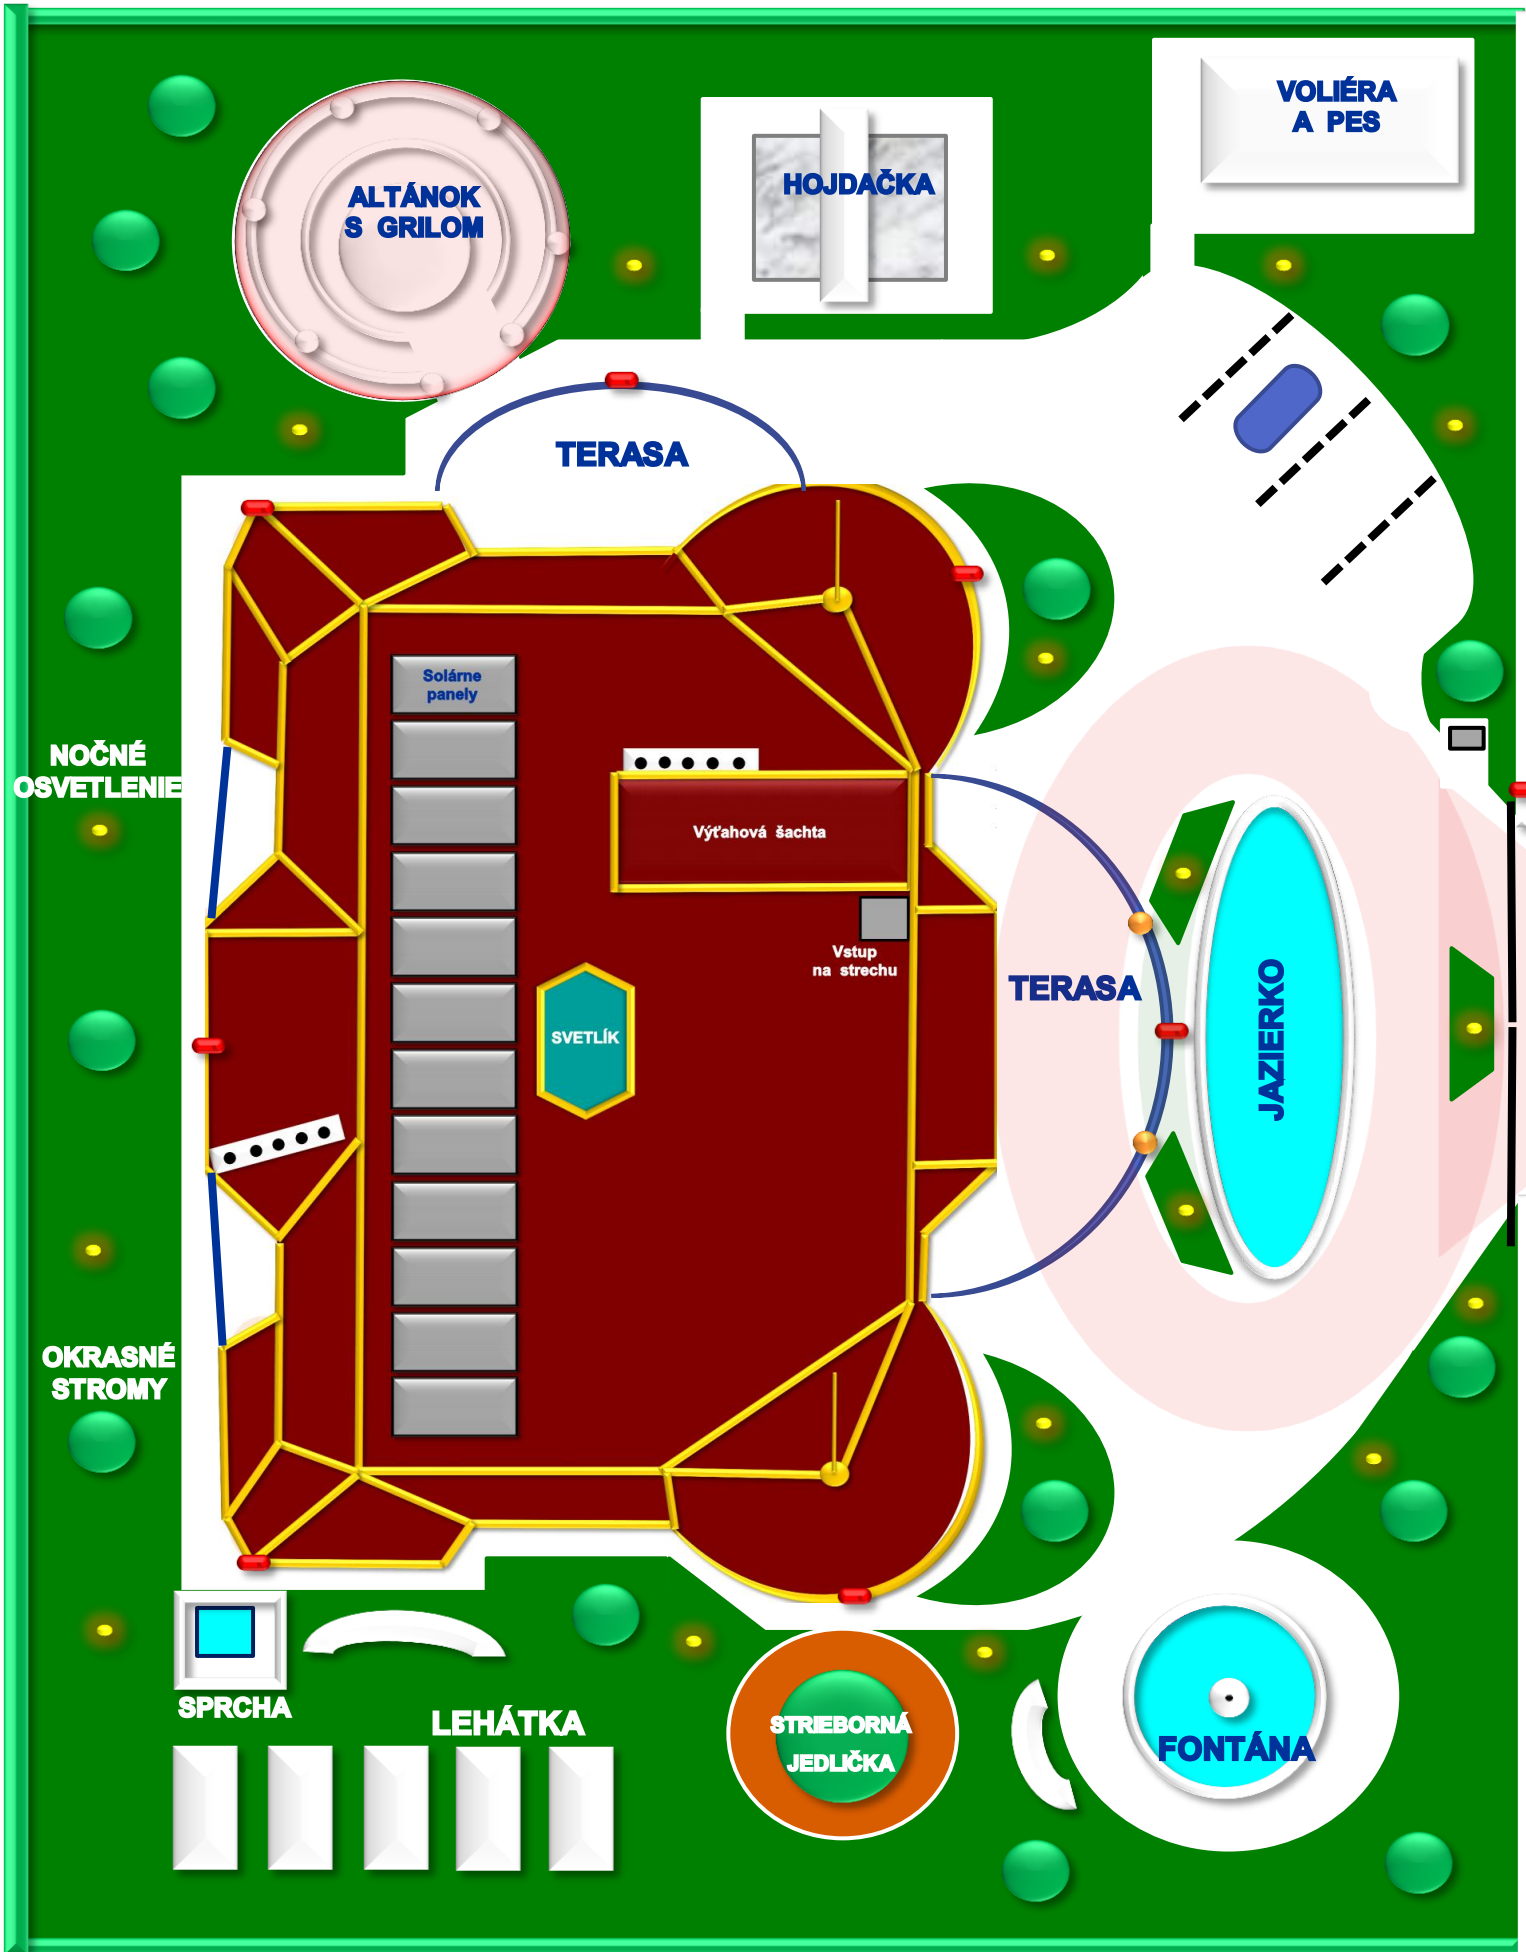 VOLIÉRA
A PES
HOJDAČKA
ALTÁNOK
S GRILOM
TERASA
Solárne
panely
NOČNÉ
OSVETLENIE
Výťahová šachta
Vstup
na strechu
TERASA
JAZIERKO
SVETLÍK
OKRASNÉ
STROMY
SPRCHA
LEHÁTKA
STRIEBORNÁ
JEDLIČKA
FONTÁNA